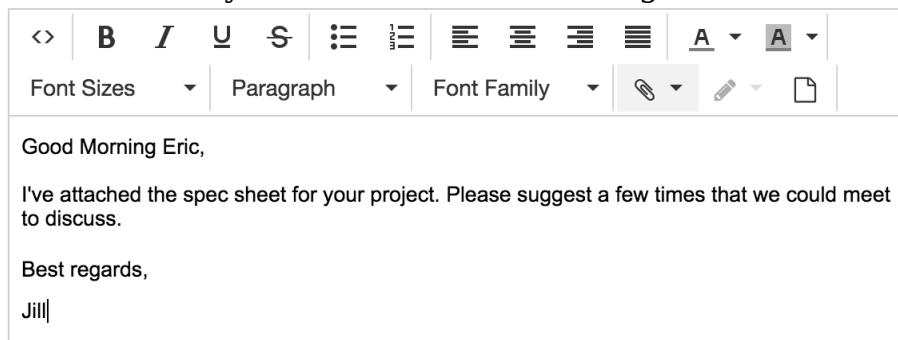 <> B I U S A A
Font Sizes Paragraph Font Family
Good Morning Eric,
I've attached the spec sheet for your project. Please suggest a few times that we could meet
to discuss.
Best regards,
Jill